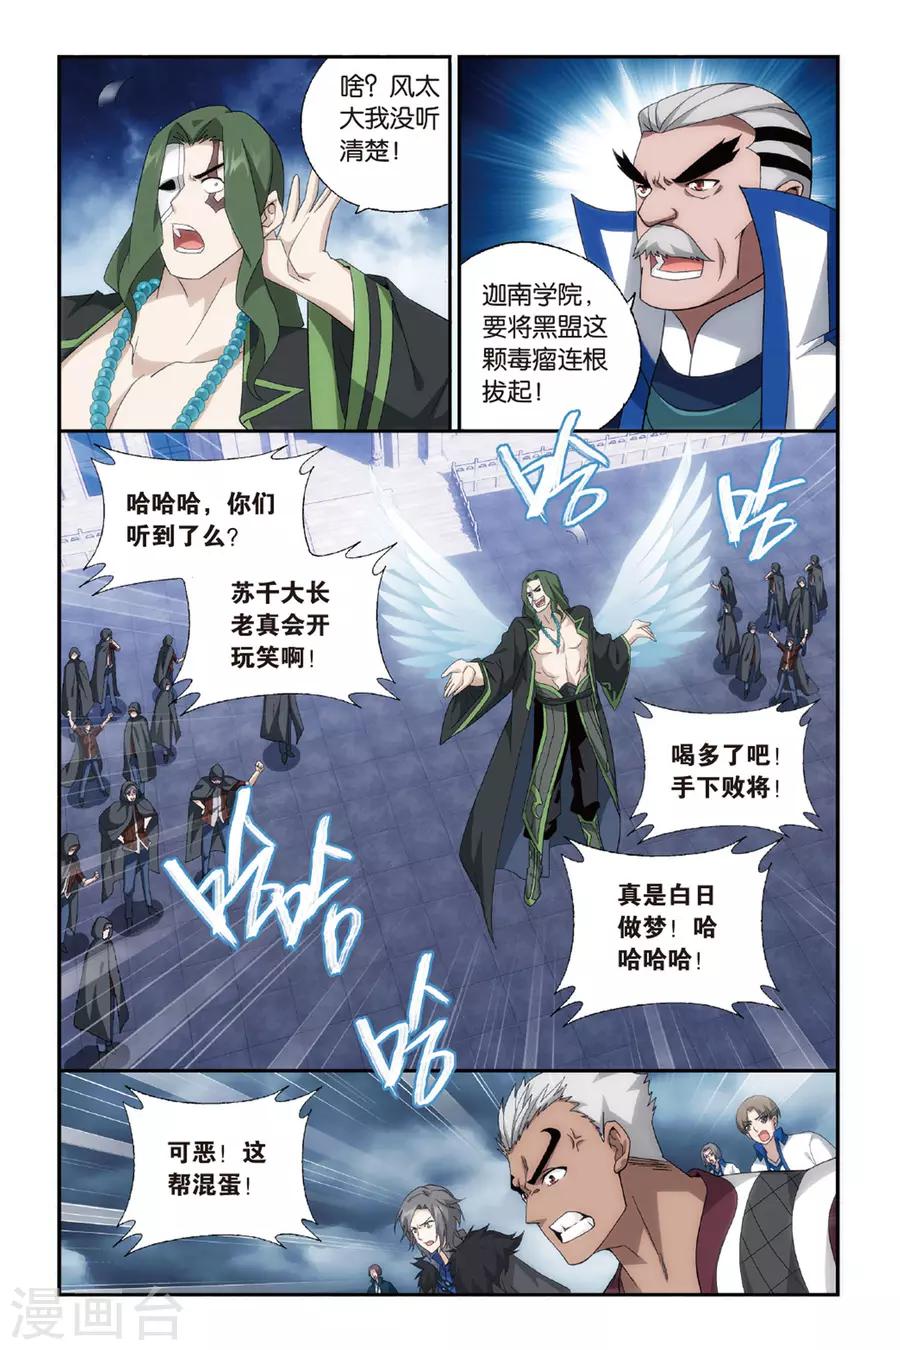 啥？风太
大我没听
清楚！
迦南学院，
要将黑盟这
颗毒瘤连根
拔起！
哈哈哈，你们
听到了么？
苏千大长
老真会开
玩笑啊！
哈
哈
喝多了吧！
手下败将！
真是白日
做梦！哈
哈哈哈！
哈哈
哈
可恶！这
帮混蛋！
漫画台